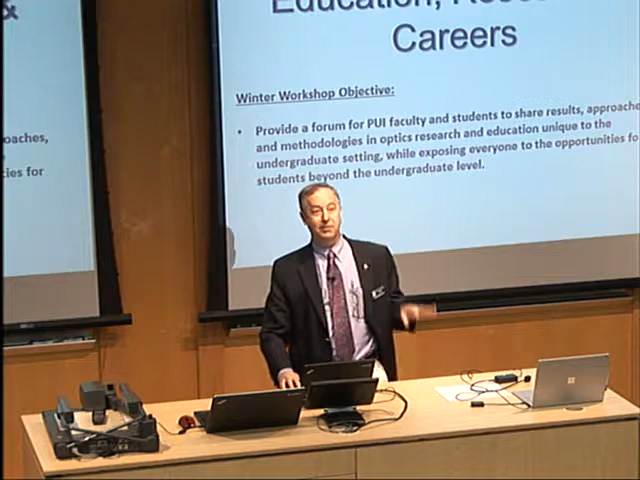 &
oaches,
ies for
Education,
Careers
Winter Workshop Objective:
• Provide a forum for PUI faculty and students to share results, approache
and methodologies in optics research and education unique to the
undergraduate setting, while exposing everyone to the opportunities fo
students beyond the undergraduate level.